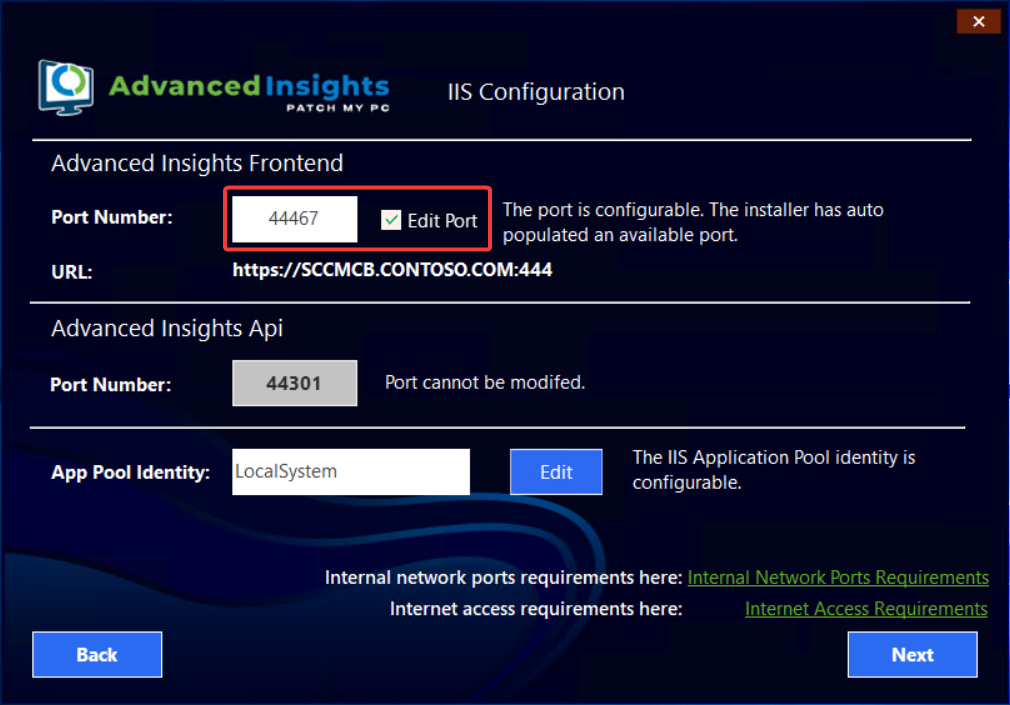 Advanced Insights
PATCH MY PC
IIS Configuration
Advanced Insights Frontend
Port Number:
44467
Edit Port
The port is configurable. The installer has auto
populated an available port.
URL:
https://SCCMCB.CONTOSO.COM:444
Advanced Insights Api
Port Number:
44301
Port cannot be modifed.
App Pool Identity:
LocalSystem
Edit
The IIS Application Pool identity is
configurable.
Internal network ports requirements here: Internal Network Ports Requirements
Internet access requirements here: Internet Access Requirements
Back
Next